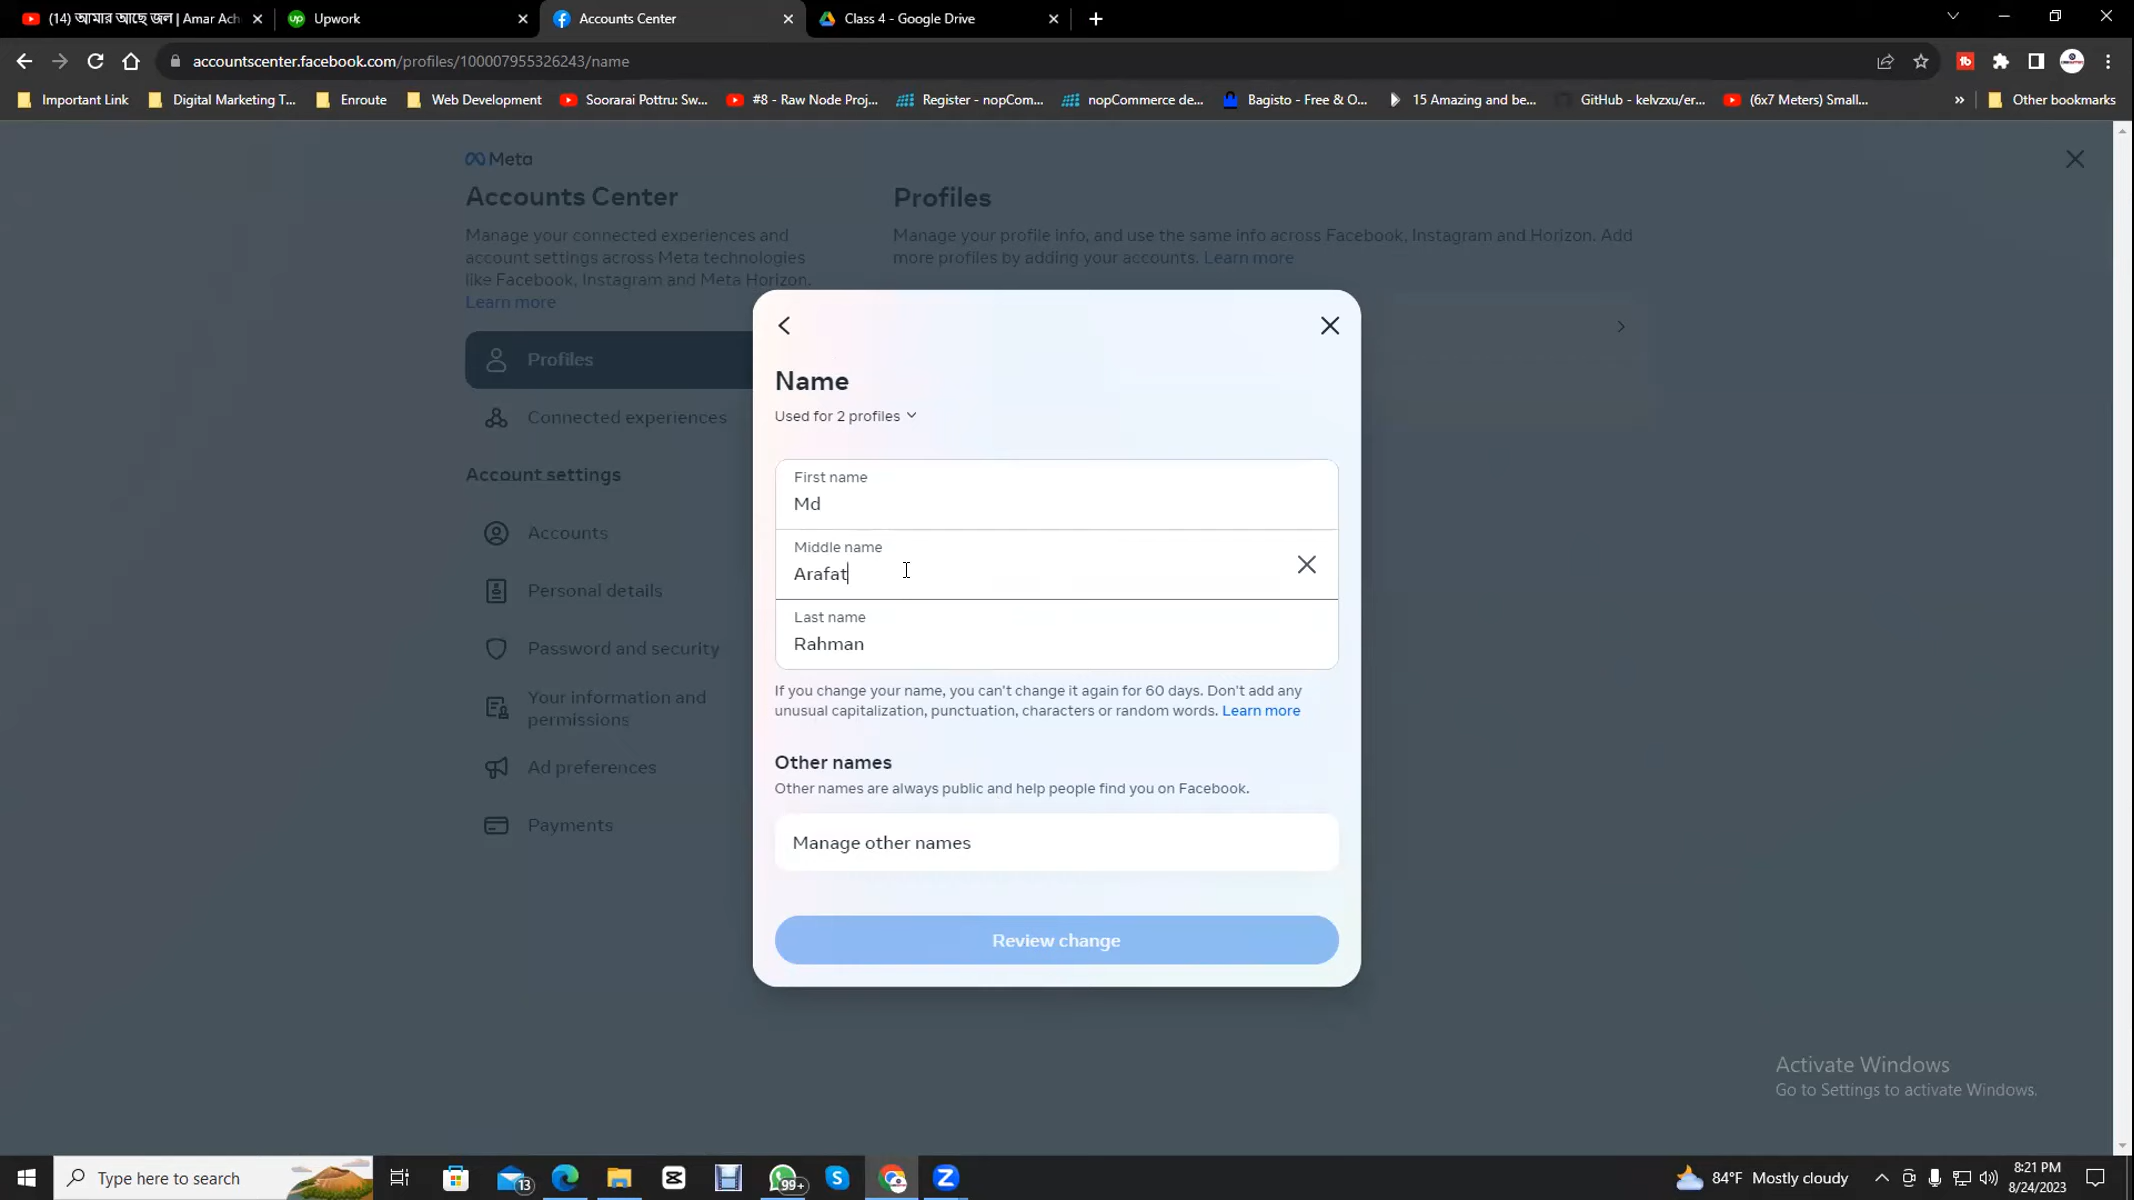 (14) আমার আছে জল | Amar Ach
Upwork
Accounts Center
Class 4 - Google Drive
accountscenter.facebook.com/profiles/100007955326243/name
Important Link
Digital Marketing T...
Enroute
Web Development
Soorarai Pottru: Sw...
#8 - Raw Node Proj...
Register - nopCom...
nopCommerce de...
Bagisto - Free & O...
15 Amazing and be...
GitHub - kelvzxu/er...
(6x7 Meters) Small...
Other bookmarks
Meta
Accounts Center
Manage your connected experiences and
account settings across Meta technologies
like Facebook, Instagram and Meta Horizon.
Learn more
Profiles
Connected experiences
Account settings
Accounts
Personal details
Password and security
Your information and
permissions
Ad preferences
Payments
Profiles
Manage your profile info, and use the same info across Facebook, Instagram and Horizon. Add
more profiles by adding your accounts. Learn more
Name
Used for 2 profiles
First name
Md
Middle name
Arafat
Last name
Rahman
If you change your name, you can't change it again for 60 days. Don't add any
unusual capitalization, punctuation, characters or random words. Learn more
Other names
Other names are always public and help people find you on Facebook.
Manage other names
Review change
Activate Windows
Go to Settings to activate Windows.
Type here to search
13
99+
84°F Mostly cloudy
8:21 PM
8/24/2023